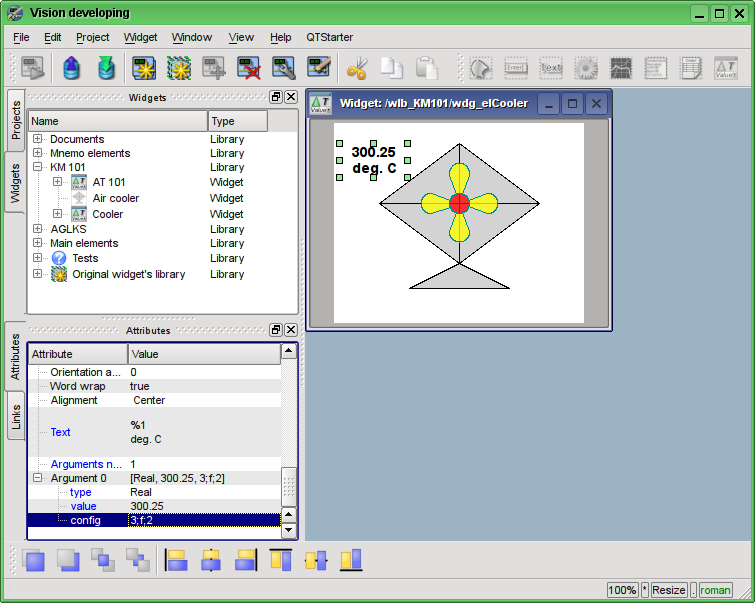 Vision developing
File Edit Project Widget Window View Help QTStarter
Widgets
Projects
Widgets
Name Type
Documents Library
Mnemo elements Library
KM 101 Library
AT 101 Widget
Air cooler Widget
Cooler Widget
AGLKS Library
Main elements Library
Tests Library
Original widget's library Library
Widget: /wlb_KM101/wdg_elCooler
300.25
deg. C
Attributes
Attributes
Links
Attribute Value
Orientation a... 0
Word wrap true
Alignment Center
Text %1
deg. C
Arguments n... 1
Argument 0 [Real, 300.25, 3;f;2]
type Real
value 300.25
config 3;f;2
100% * Resize . roman